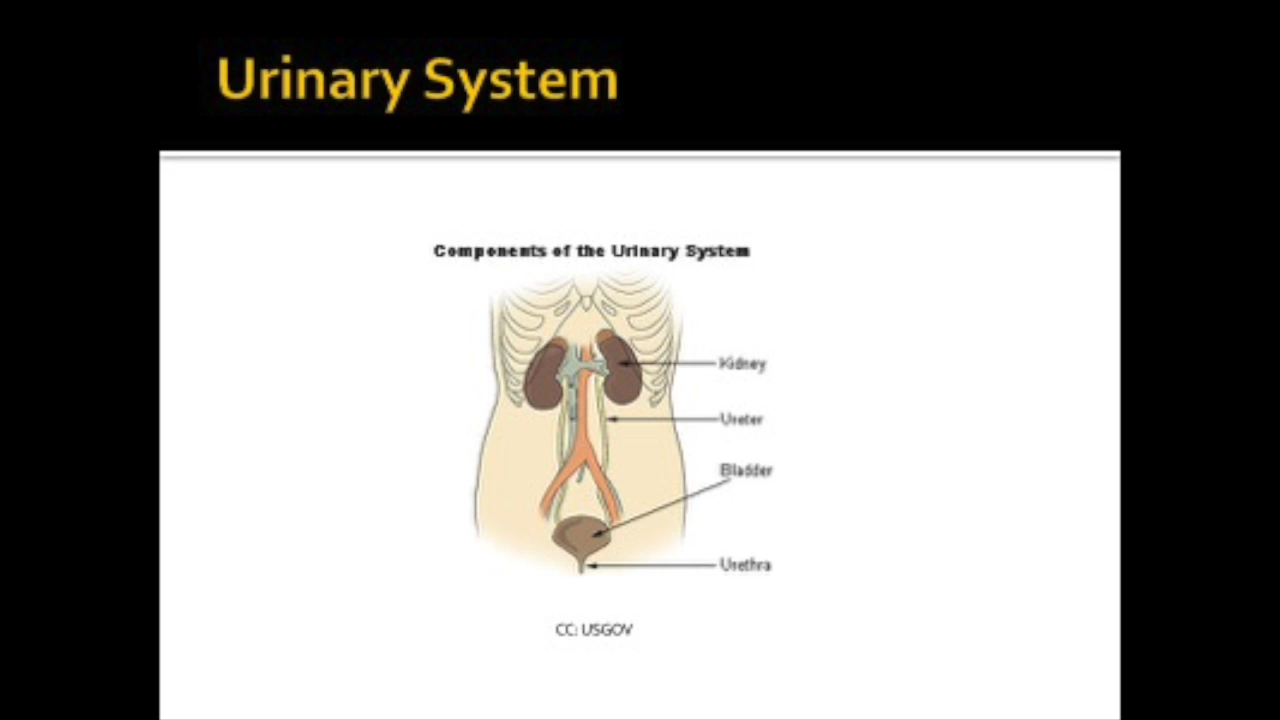 Urinary System
Components of the Urinary System
Kidney
Ureter
Bladder
Urethra
CC: USGOV